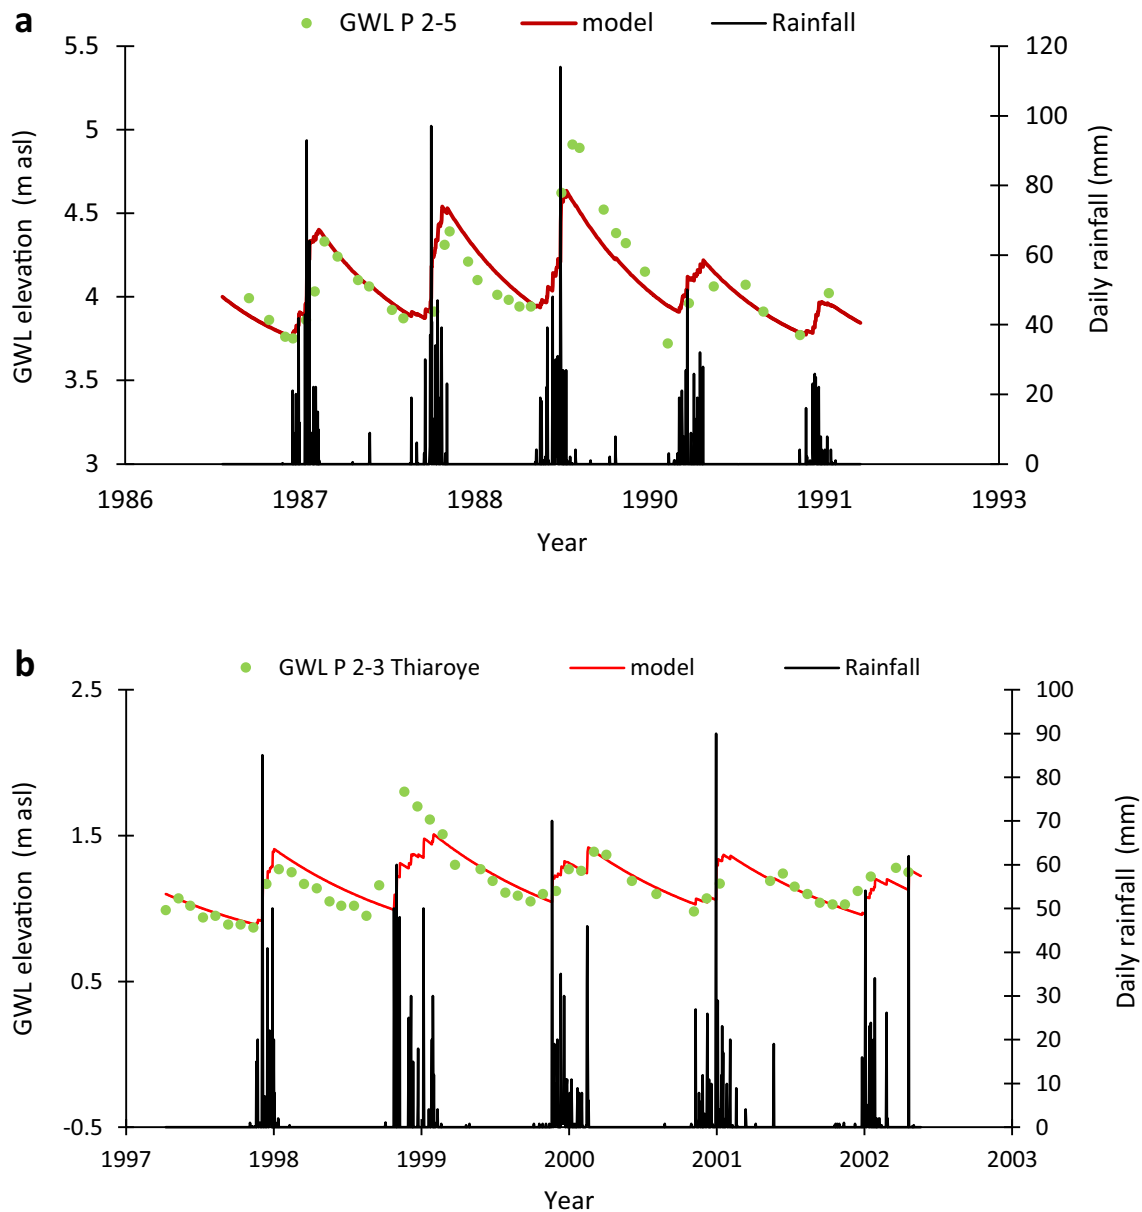 a
GWL P 2-5 model Rainfall
5.5 120
100
5
80
4.5
60
4
40
3.5
20
3 0
GWL elevation (m asl)
Daily rainfall (mm)
1986 1987 1988 1990 1991 1993
Year
b
GWL P 2-3 Thiaroye model Rainfall
2.5 100
90
80
70
1.5
60
50
40
0.5
30
20
10
-0.5 0
GWL elevation (m asl)
Daily rainfall (mm)
1997 1998 1999 2000 2001 2002 2003
Year